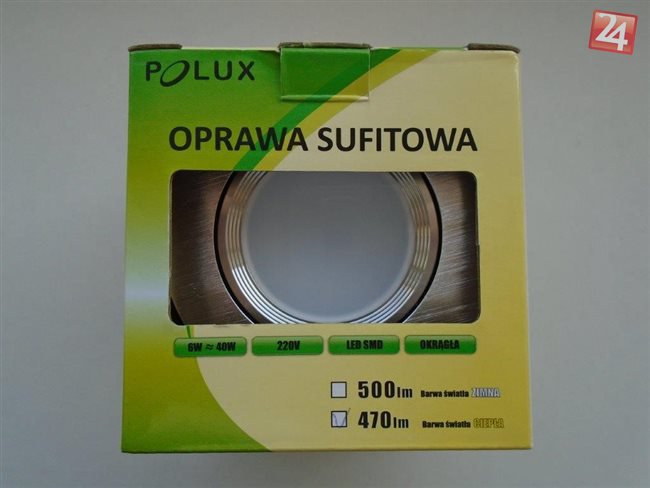 24
POLUX
OPRAWA SUFITOWA
6W ≈ 40W 220V LED SMD OKRĄGŁA
500lm Barwa światła ZIMNA
470lm Barwa światła CIEPŁA